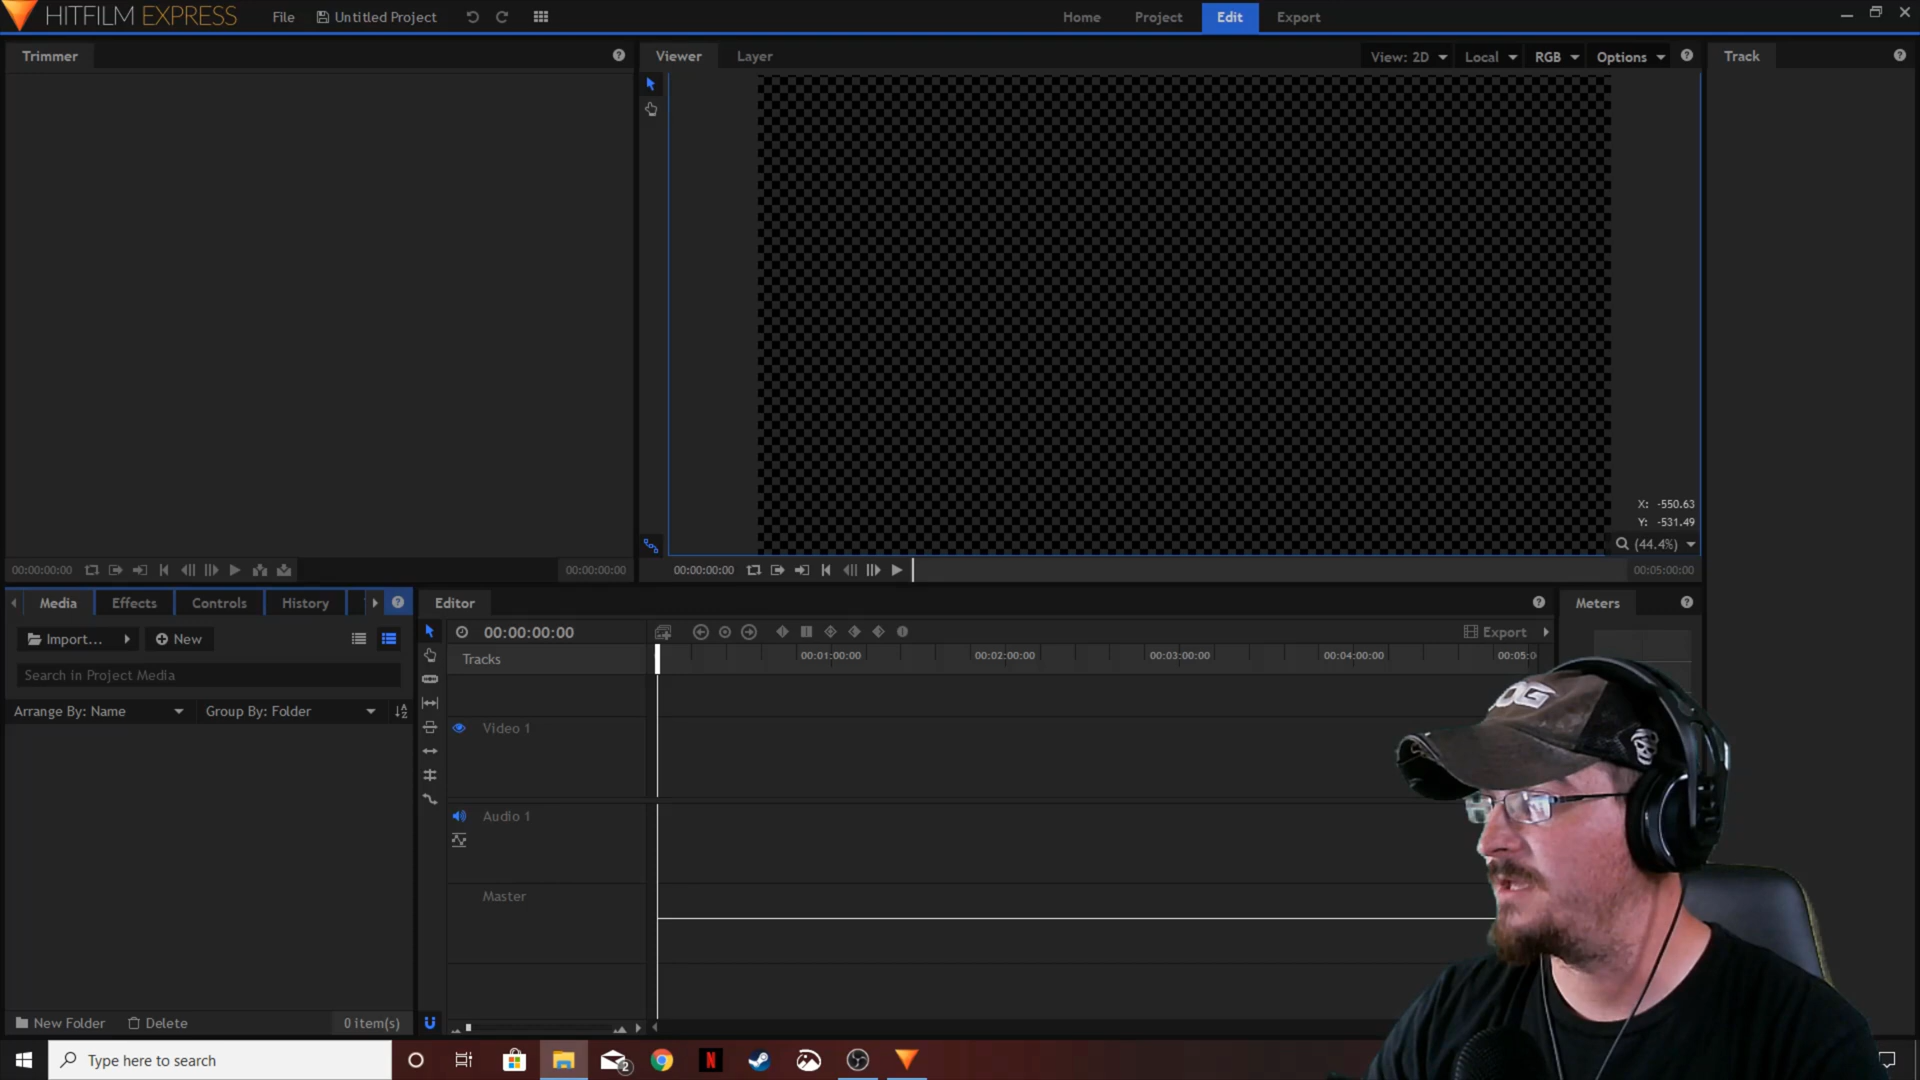 HITFILM EXPRESS File Untitled Project Home Project Edit Export
Trimmer Viewer Layer View: 2D Local RGB Options Track
X: -550.63
Y: -531.49
(44.4%)
00:00:00:00 00:00:00:00 00:00:00:00 00:05:00:00
Media Effects Controls History Editor Meters
Import... New 00:00:00:00 Export
Tracks 00:01:00:00 00:02:00:00 00:03:00:00 00:04:00:00 00:05:0
Search in Project Media
Arrange By: Name Group By: Folder
Video 1
Audio 1
Master
New Folder Delete 0 item(s)
Type here to search 2